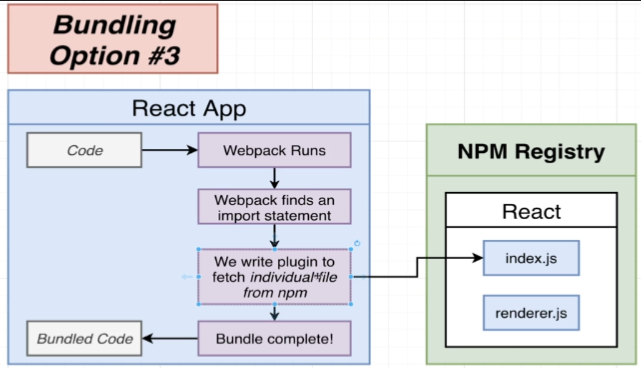 Bundling
Option #3
React App
Code
Webpack Runs
Webpack finds an
import statement
We write plugin to
fetch individual file
from npm
Bundled Code
Bundle complete!
NPM Registry
React
index.js
renderer.js